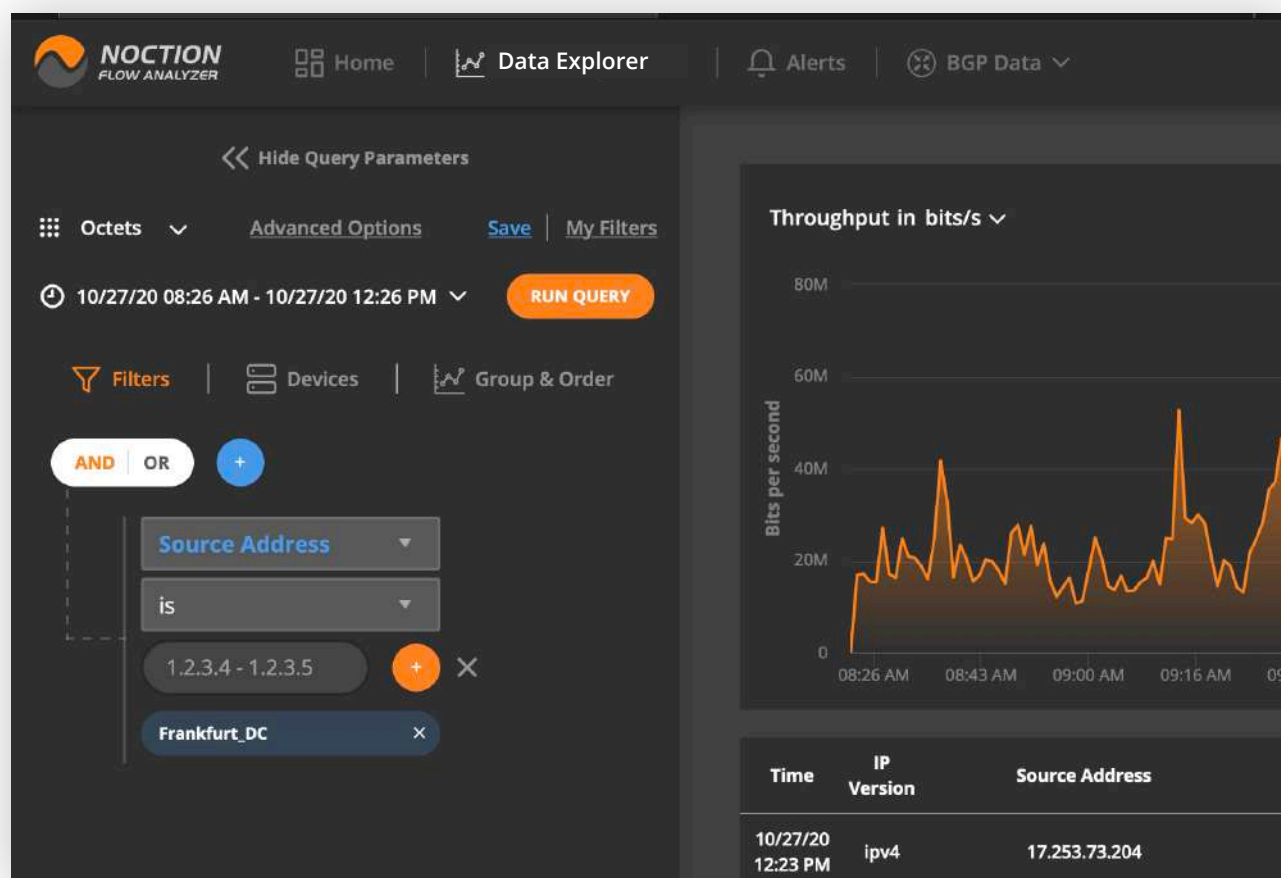 NOCTION
FLOW ANALYZER
Home
Data Explorer
Alerts
BGP Data
Hide Query Parameters
Octets
Advanced Options
Save
My Filters
10/27/20 08:26 AM - 10/27/20 12:26 PM
RUN QUERY
Filters
Devices
Group & Order
AND
OR
+
Source Address
is
1.2.3.4 - 1.2.3.5
+
Frankfurt_DC
Throughput in bits/s
80M
60M
40M
20M
0
Bits per second
08:26 AM
08:43 AM
09:00 AM
09:16 AM
Time
IP
Version
Source Address
10/27/20
12:23 PM
ipv4
17.253.73.204